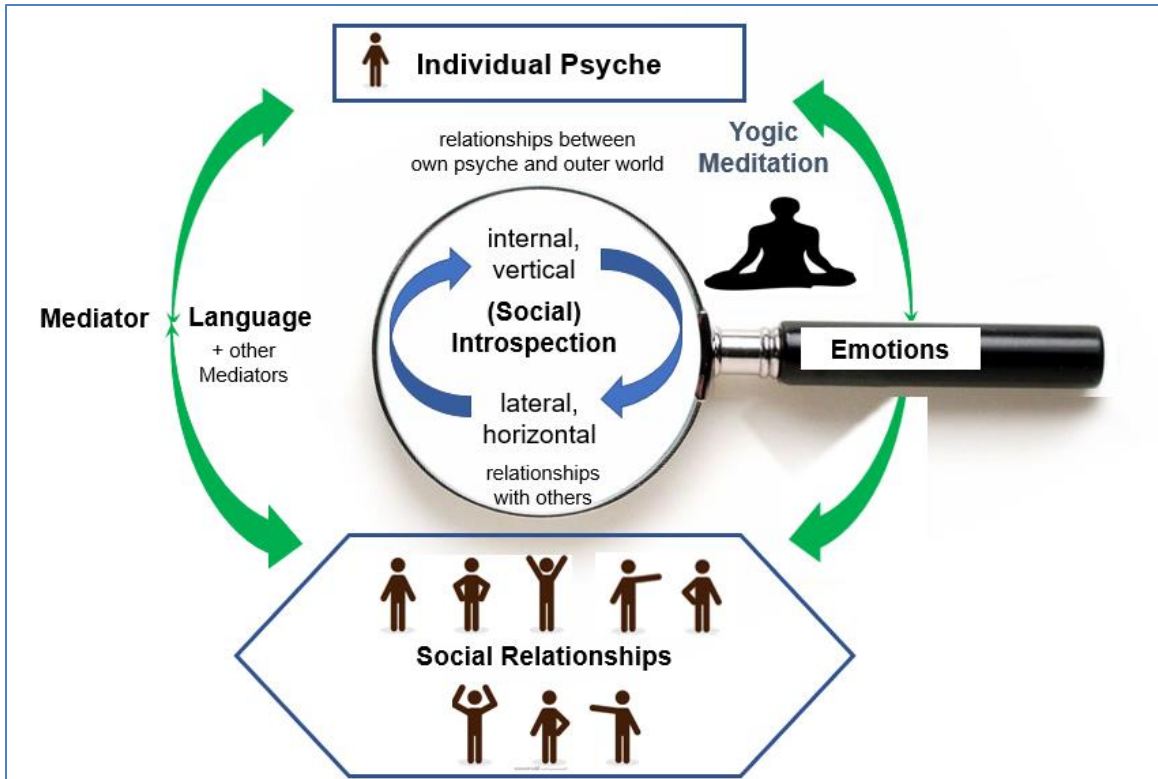 Individual Psyche
relationships between
own psyche and outer world
Yogic
Meditation
internal,
vertical
(Social)
Introspection
lateral,
horizontal
relationships
with others
Mediator
Language
+ other
Mediators
Emotions
Social Relationships